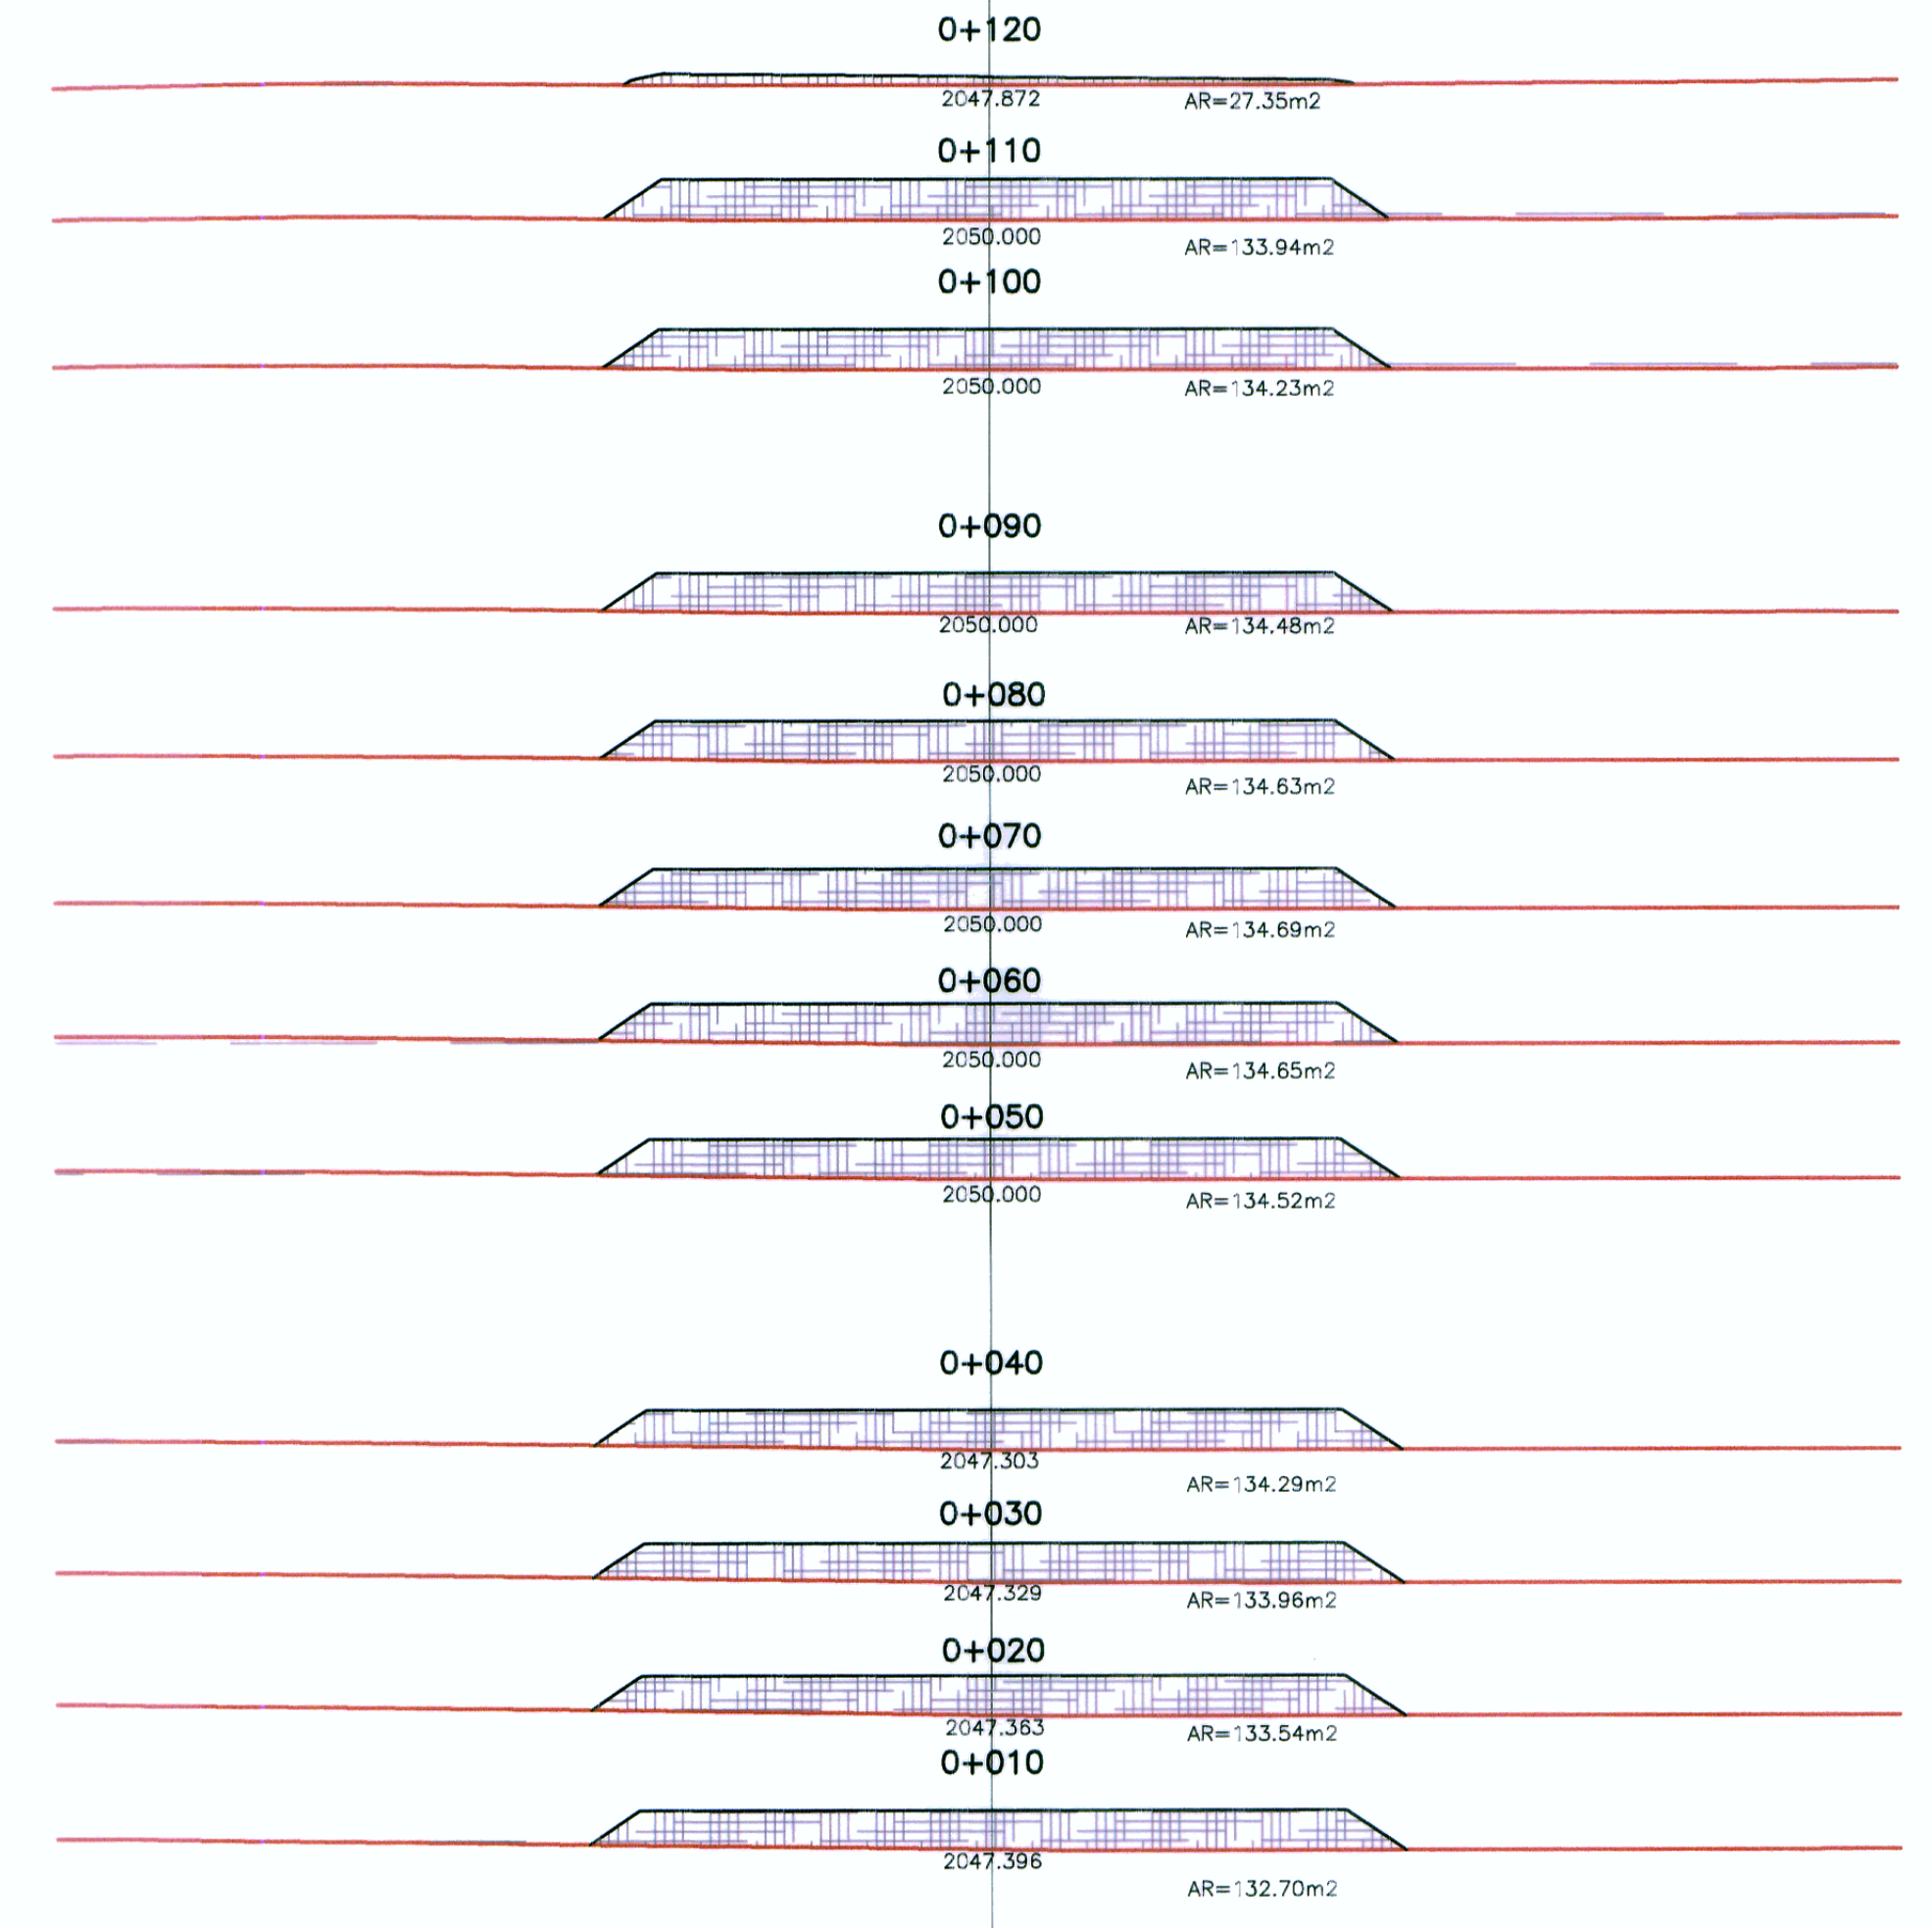 0+120
2047.872 AR=27.35m2
0+110
2050.000 AR=133.94m2
0+100
2050.000 AR=134.23m2
0+090
2050.000 AR=134.48m2
0+080
2050.000 AR=134.63m2
0+070
2050.000 AR=134.69m2
0+060
2050.000 AR=134.65m2
0+050
2050.000 AR=134.52m2
0+040
2047.303 AR=134.29m2
0+030
2047.329 AR=133.96m2
0+020
2047.363 AR=133.54m2
0+010
2047.396 AR=132.70m2